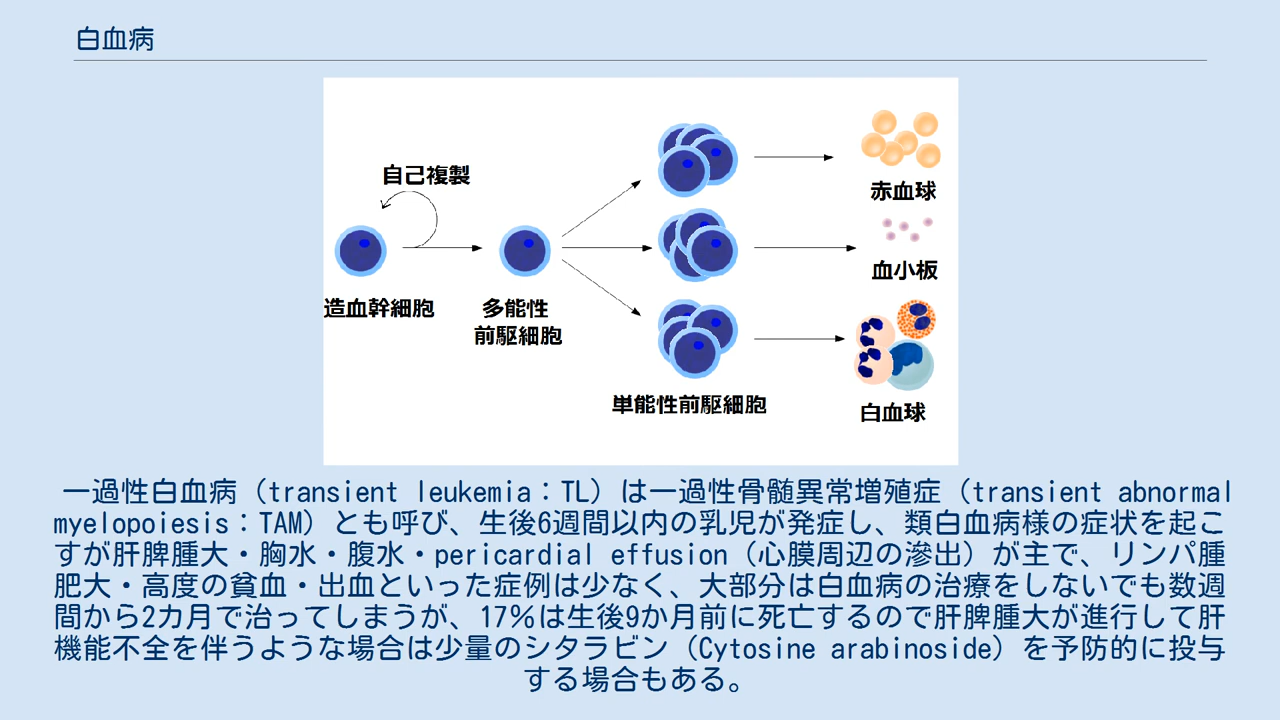 白血病
自己複製
造血幹細胞
多能性
前駆細胞
単能性前駆細胞
赤血球
血小板
白血球
一過性白血病（transient leukemia：TL）は一過性骨髄異常増殖症（transient abnormal
myelopoiesis：TAM）とも呼び、生後6週間以内の乳児が発症し、類白血病様の症状を起こ
すが肝脾腫大・胸水・腹水・pericardial effusion（心膜周辺の滲出）が主で、リンパ腫
肥大・高度の貧血・出血といった症例は少なく、大部分は白血病の治療をしないでも数週
間から2カ月で治ってしまうが、17％は生後9か月前に死亡するので肝脾腫大が進行して肝
機能不全を伴うような場合は少量のシタラビン（Cytosine arabinoside）を予防的に投与
する場合もある。